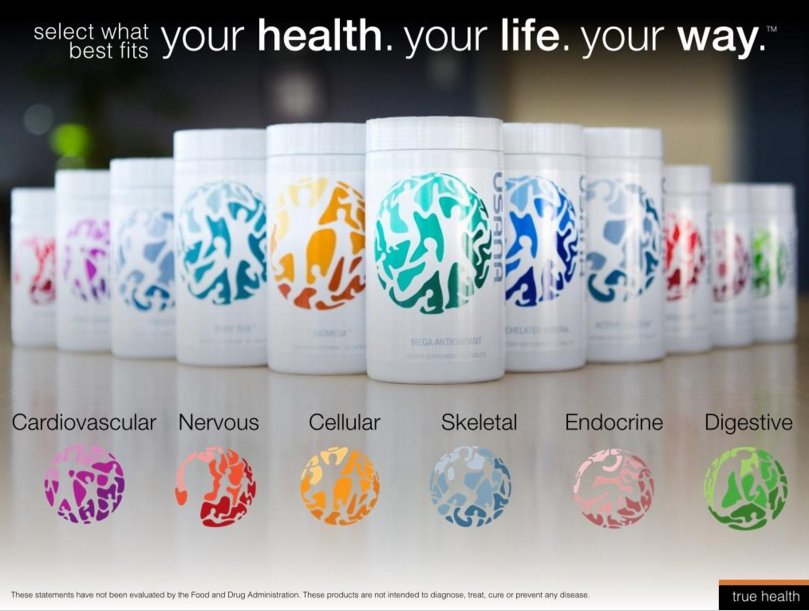 select what
best fits your health. your life. your way.™
USANA
BIOMEGA™
MEGA ANTIOXIDANT
Cardiovascular Nervous Cellular Skeletal Endocrine Digestive
These statements have not been evaluated by the Food and Drug Administration. These products are not intended to diagnose, treat, cure or prevent any disease.
true health